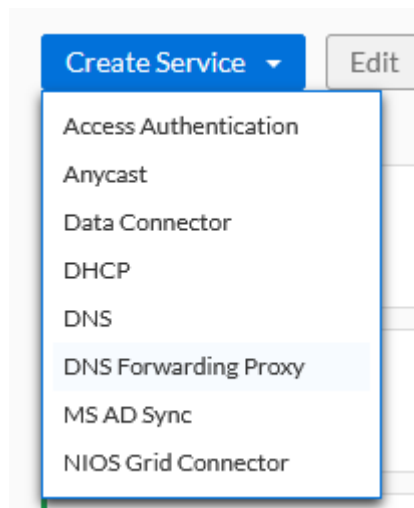 Create Service
Edit
Access Authentication
Anycast
Data Connector
DHCP
DNS
DNS Forwarding Proxy
MS AD Sync
NIOS Grid Connector